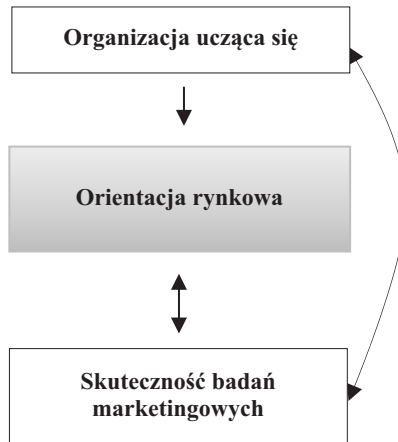 Organizacja ucząca się
Orientacja rynkowa
Skuteczność badań
marketingowych